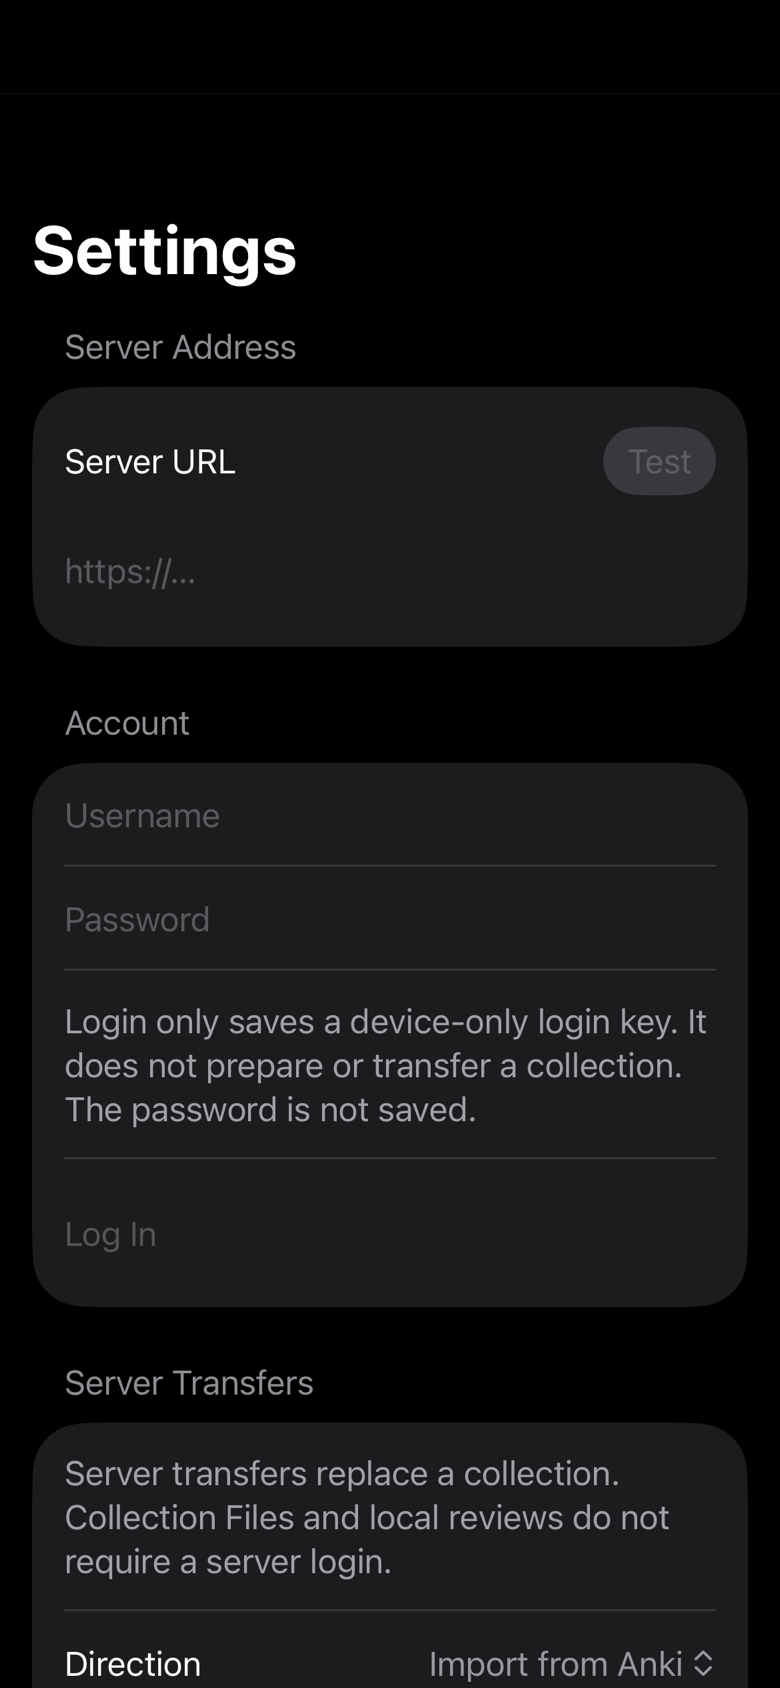 Settings
Server Address
Server URL
Test
https://...
Account
Username
Password
Login only saves a device-only login key. It
does not prepare or transfer a collection.
The password is not saved.
Log In
Server Transfers
Server transfers replace a collection.
Collection Files and local reviews do not
require a server login.
Direction
Import from Anki